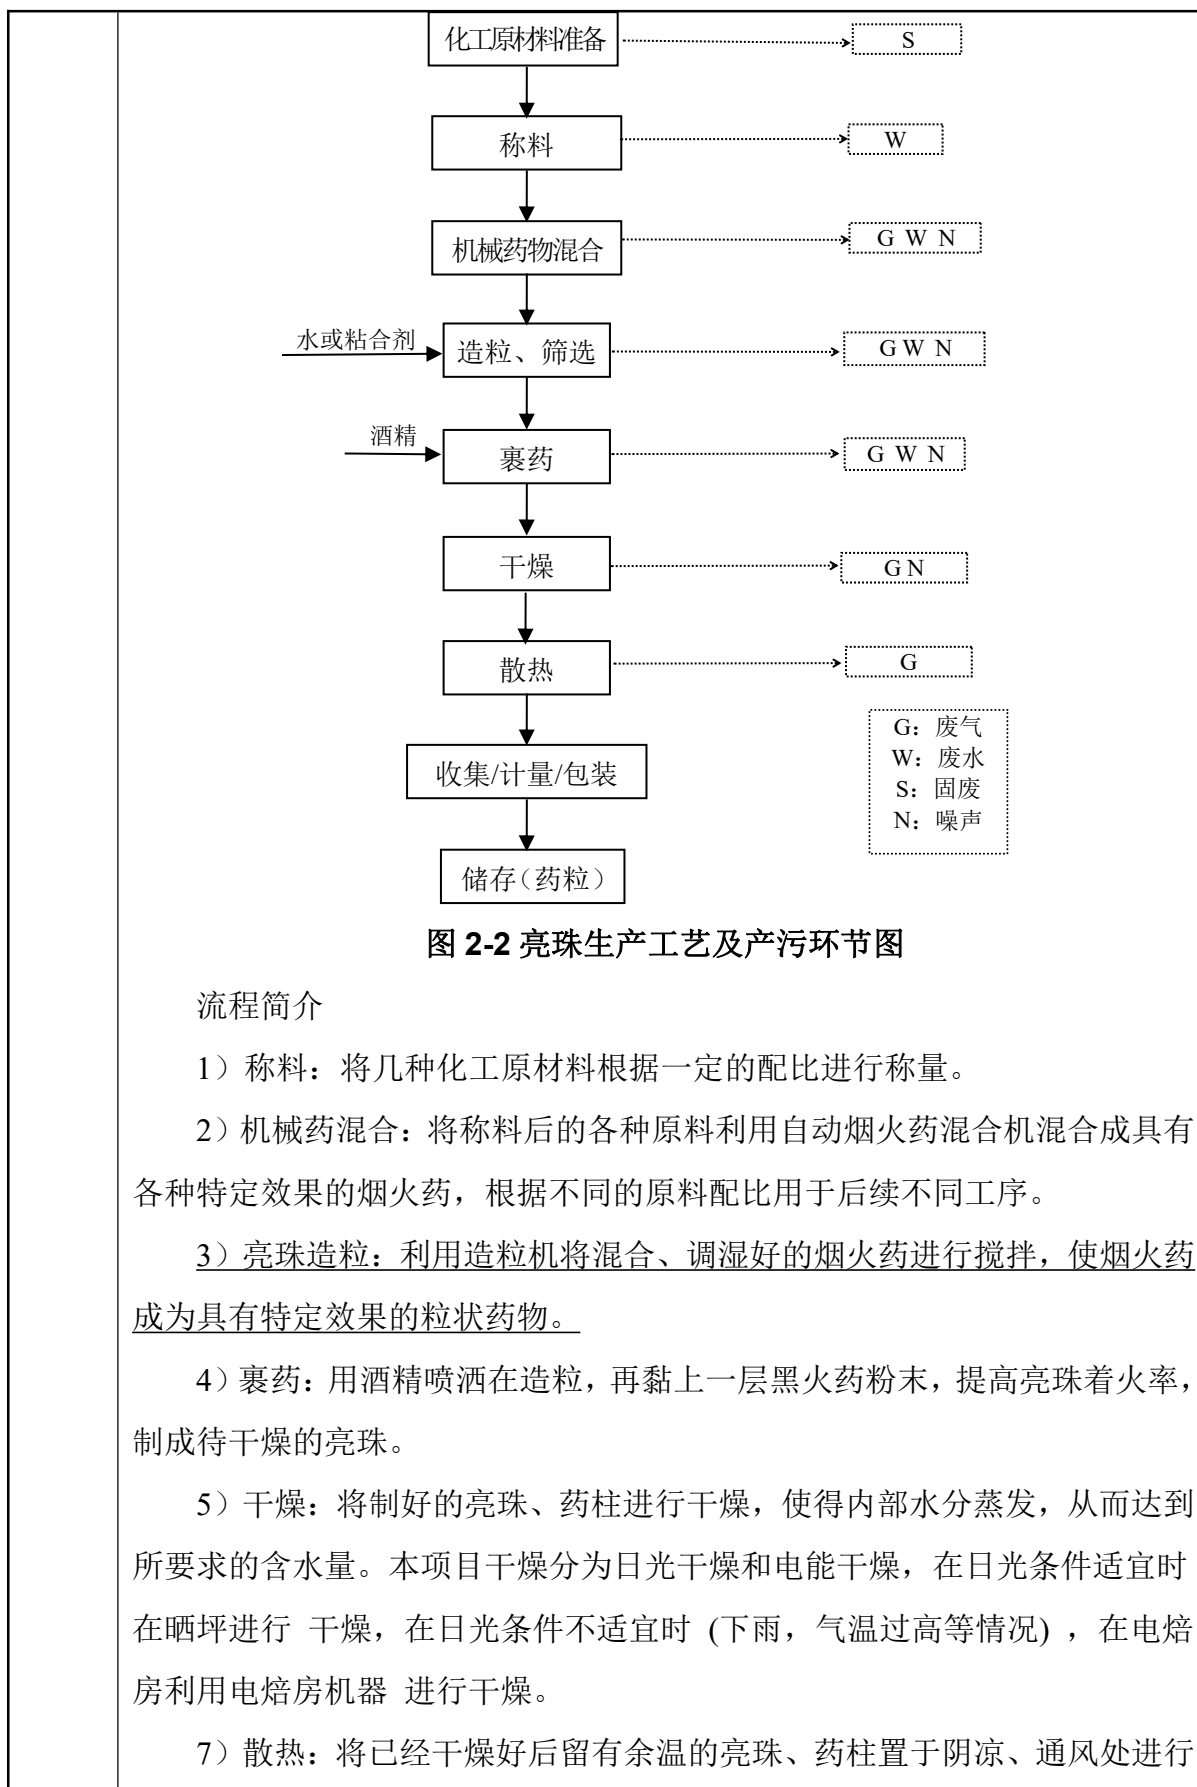 化工原材料准备
S
称料
W
机械药物混合
G W N
水或粘合剂
造粒、筛选
G W N
酒精
裹药
G W N
干燥
G N
散热
G
G：废气
W：废水
S：固废
N：噪声
收集/计量/包装
储存（药粒）
图 2-2 亮珠生产工艺及产污环节图
流程简介
1）称料：将几种化工原材料根据一定的配比进行称量。
2）机械药混合：将称料后的各种原料利用自动烟火药混合机混合成具有
各种特定效果的烟火药，根据不同的原料配比用于后续不同工序。
3）亮珠造粒：利用造粒机将混合、调湿好的烟火药进行搅拌，使烟火药
成为具有特定效果的粒状药物。
4）裹药：用酒精喷洒在造粒，再黏上一层黑火药粉末，提高亮珠着火率，
制成待干燥的亮珠。
5）干燥：将制好的亮珠、药柱进行干燥，使得内部水分蒸发，从而达到
所要求的含水量。本项目干燥分为日光干燥和电能干燥，在日光条件适宜时
在晒坪进行 干燥，在日光条件不适宜时 (下雨，气温过高等情况) ，在电焙
房利用电焙房机器 进行干燥。
7）散热：将已经干燥好后留有余温的亮珠、药柱置于阴凉、通风处进行